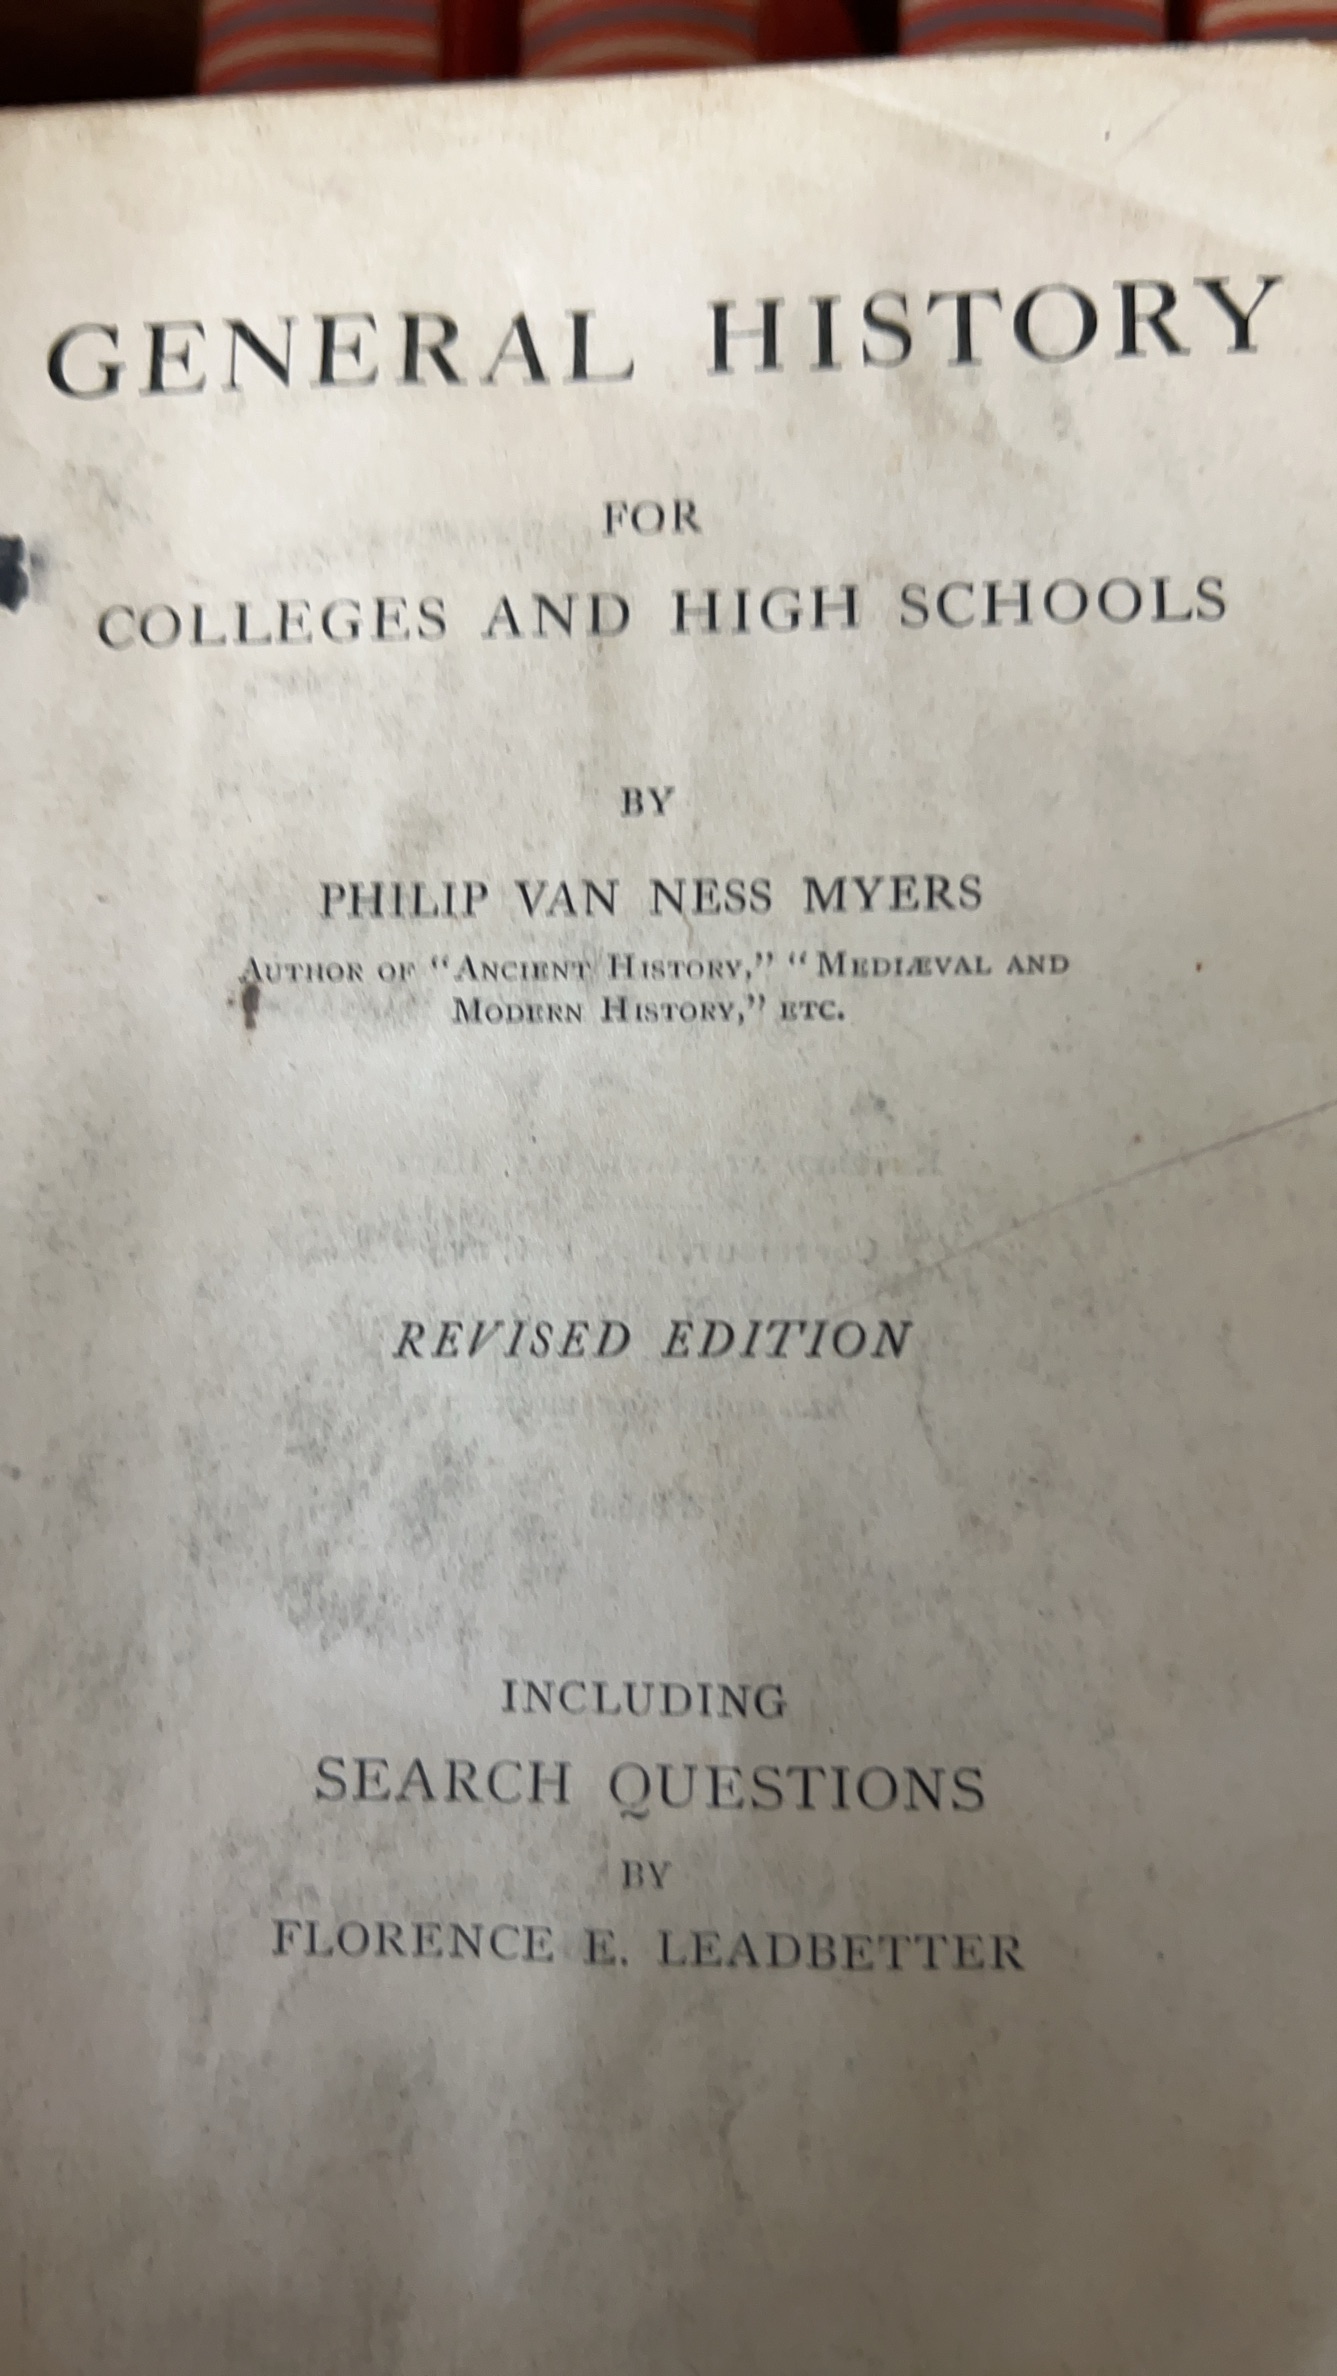 GENERAL HISTORY
FOR
COLLEGES AND HIGH SCHOOLS
BY
PHILIP VAN NESS MYERS
AUTHOR OF “ANCIENT HISTORY,” “MEDIÆVAL AND
MODERN HISTORY,” ETC.
REVISED EDITION
INCLUDING
SEARCH QUESTIONS
BY
FLORENCE E. LEADBETTER